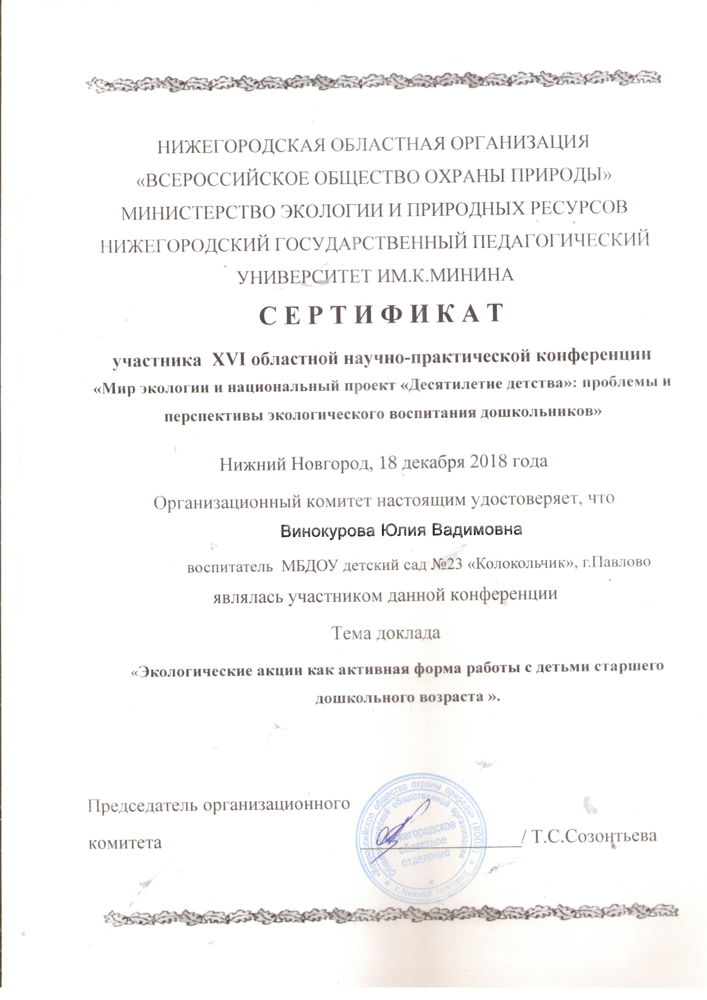 НИЖЕГОРОДСКАЯ ОБЛАСТНАЯ ОРГАНИЗАЦИЯ
«ВСЕРОССИЙСКОЕ ОБЩЕСТВО ОХРАНЫ ПРИРОДЫ»
МИНИСТЕРСТВО ЭКОЛОГИИ И ПРИРОДНЫХ РЕСУРСОВ
НИЖЕГОРОДСКИЙ ГОСУДАРСТВЕННЫЙ ПЕДАГОГИЧЕСКИЙ
УНИВЕРСИТЕТ ИМ.К.МИНИНА
С Е Р Т И Ф И К А Т
участника XVI областной научно-практической конференции
«Мир экологии и национальный проект «Десятилетие детства»: проблемы и
перспективы экологического воспитания дошкольников»
Нижний Новгород, 18 декабря 2018 года
Организационный комитет настоящим удостоверяет, что
Винокурова Юлия Вадимовна
воспитатель МБДОУ детский сад №23 «Колокольчик», г.Павлово
являлась участником данной конференции
Тема доклада
«Экологические акции как активная форма работы с детьми старшего
дошкольного возраста ».
Председатель организационного
комитета / Т.С.Созонтьева
«Всероссийское общество охраны природы» (ВООП)
* г.Нижний Новгород *
Общероссийской общественной организации
*
Нижегородское
областное
отделение